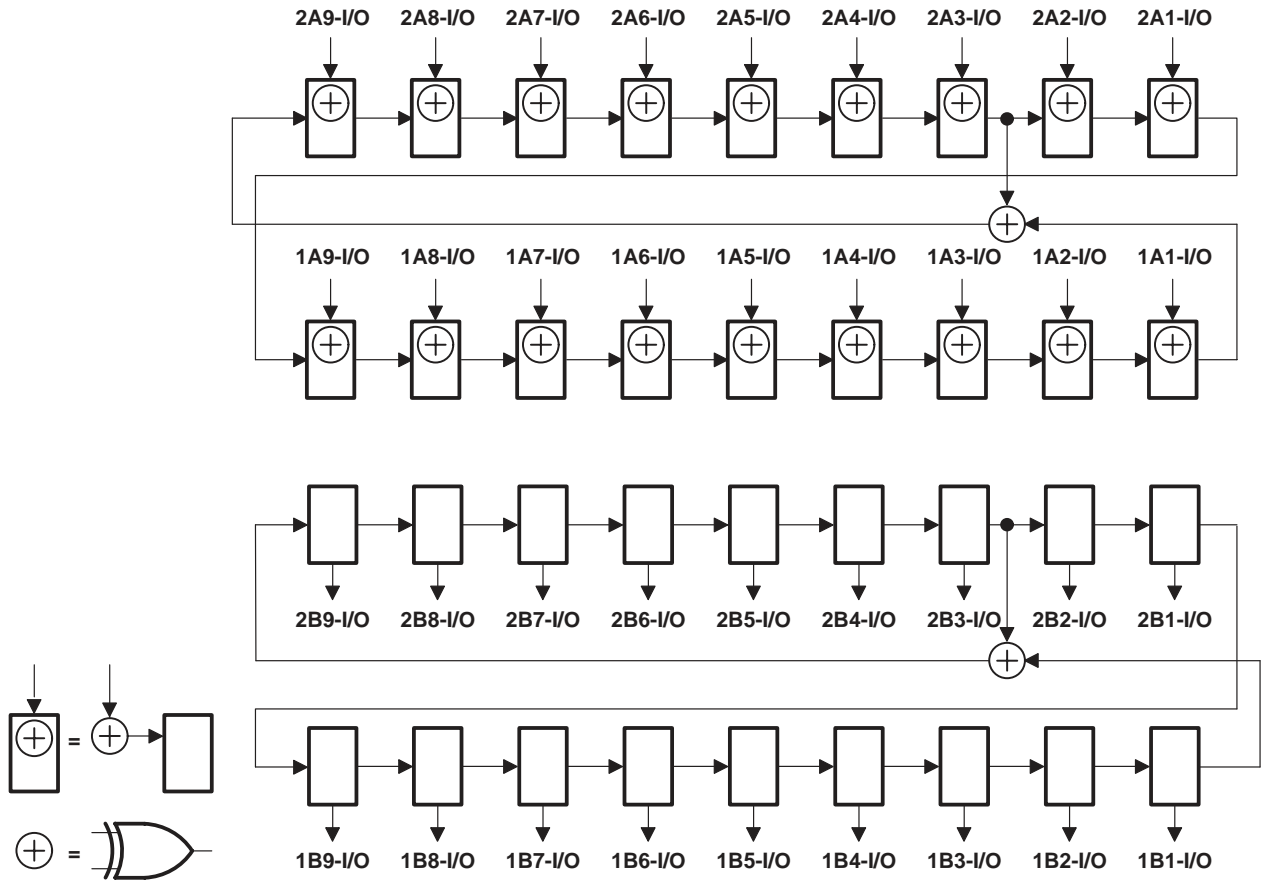 2A9-I/O 2A8-I/O 2A7-I/O 2A6-I/O 2A5-I/O 2A4-I/O 2A3-I/O 2A2-I/O 2A1-I/O
1A9-I/O 1A8-I/O 1A7-I/O 1A6-I/O 1A5-I/O 1A4-I/O 1A3-I/O 1A2-I/O 1A1-I/O
2B9-I/O 2B8-I/O 2B7-I/O 2B6-I/O 2B5-I/O 2B4-I/O 2B3-I/O 2B2-I/O 2B1-I/O
=
=
1B9-I/O 1B8-I/O 1B7-I/O 1B6-I/O 1B5-I/O 1B4-I/O 1B3-I/O 1B2-I/O 1B1-I/O